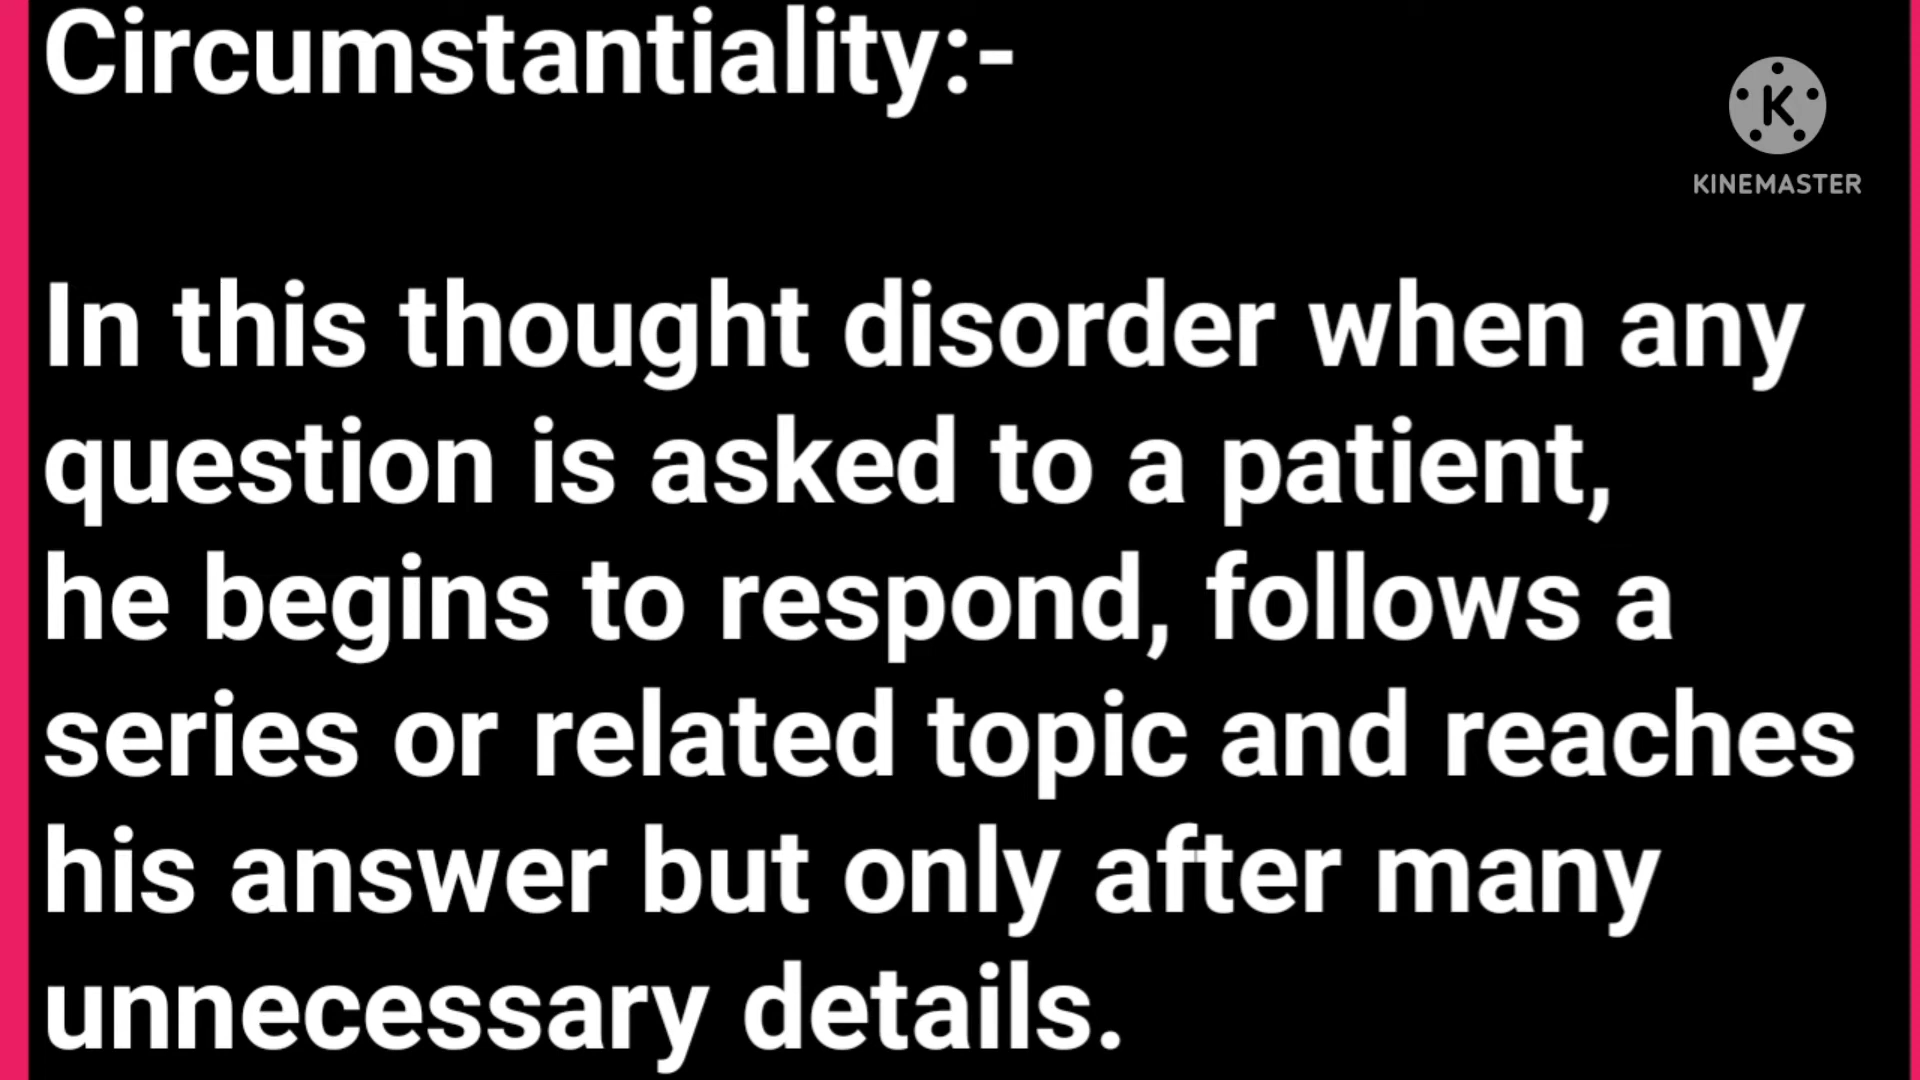 Circumstantiality:-
K
KINEMASTER
In this thought disorder when any
question is asked to a patient,
he begins to respond, follows a
series or related topic and reaches
his answer but only after many
unnecessary details.